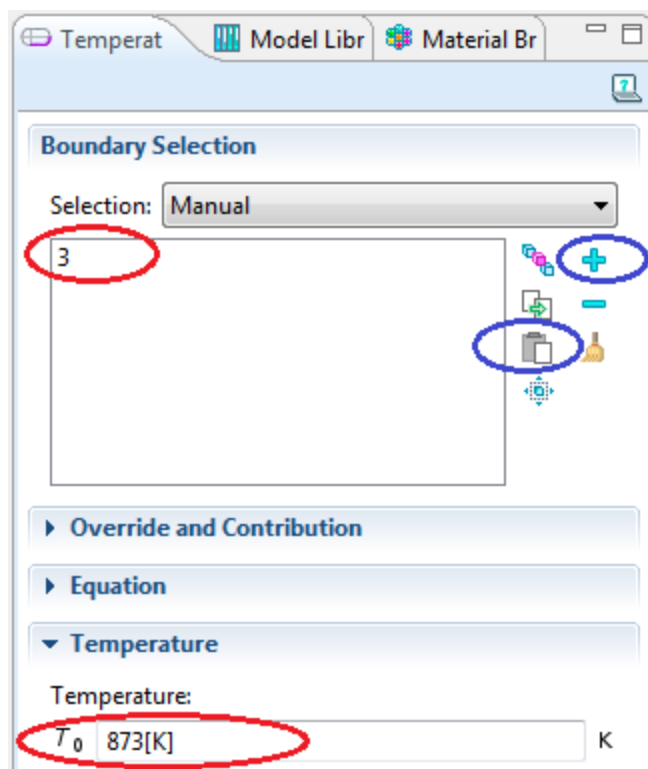 Temperat Model Libr Material Br
?
Boundary Selection
Selection: Manual
3
Override and Contribution
Equation
Temperature
Temperature:
T0 873[K] K